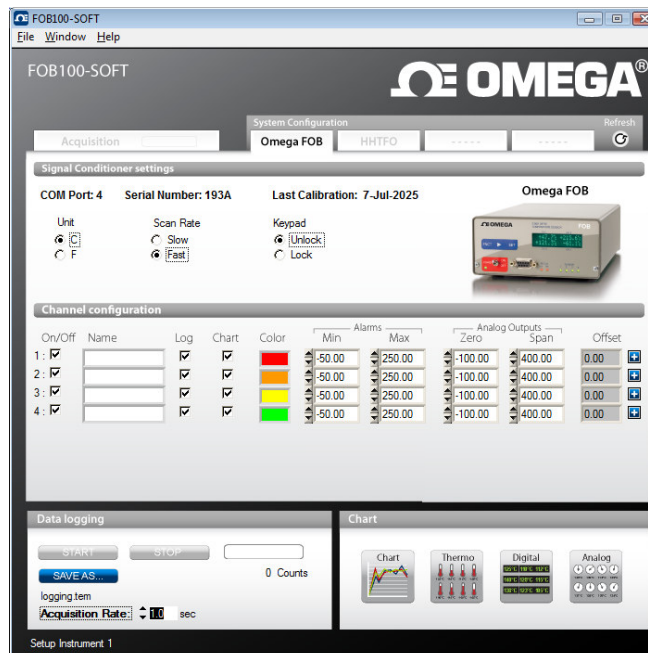 FOB100-SOFT
File Window Help
FOB100-SOFT
OMEGA®
System Configuration
Refresh
Acquisition
Omega FOB
HHTFO
-----
-----
Signal Conditioner settings
COM Port: 4 Serial Number: 193A Last Calibration: 7-Jul-2025
Omega FOB
Unit Scan Rate Keypad
C Slow Unlock
F Fast Lock
OMEGA FOB
Channel configuration
Alarms Analog Outputs
On/Off Name Log Chart Color Min Max Zero Span Offset
1: -50.00 250.00 -100.00 400.00 0.00
2: -50.00 250.00 -100.00 400.00 0.00
3: -50.00 250.00 -100.00 400.00 0.00
4: -50.00 250.00 -100.00 400.00 0.00
Data logging
Chart
START STOP
Chart Thermo Digital Analog
SAVE AS...
0 Counts
logging.tem
Acquisition Rate: 1.0 sec
Setup Instrument 1